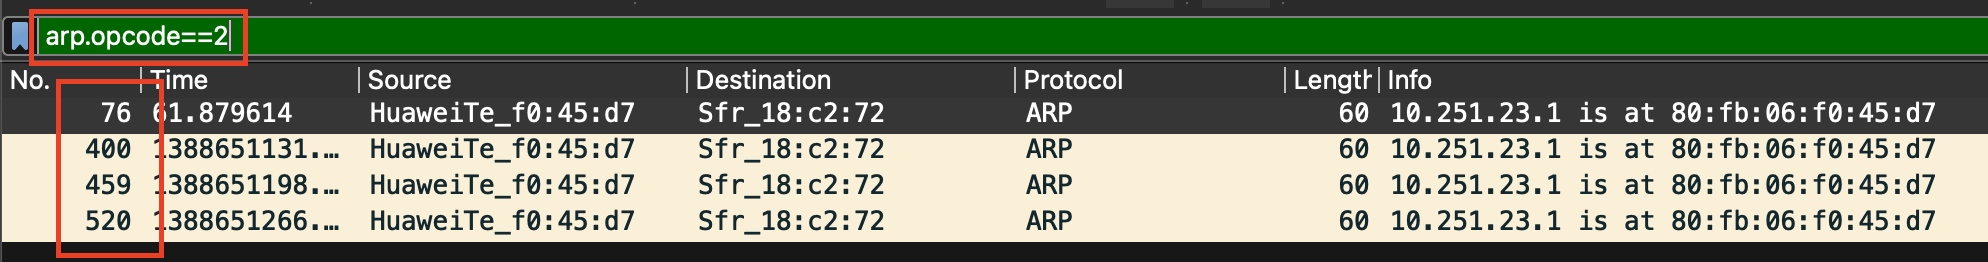 arp.opcode==2
No. Time Source Destination Protocol Length Info
76 61.879614 HuaweiTe_f0:45:d7 Sfr_18:c2:72 ARP 60 10.251.23.1 is at 80:fb:06:f0:45:d7
400 1388651131.… HuaweiTe_f0:45:d7 Sfr_18:c2:72 ARP 60 10.251.23.1 is at 80:fb:06:f0:45:d7
459 1388651198.… HuaweiTe_f0:45:d7 Sfr_18:c2:72 ARP 60 10.251.23.1 is at 80:fb:06:f0:45:d7
520 1388651266.… HuaweiTe_f0:45:d7 Sfr_18:c2:72 ARP 60 10.251.23.1 is at 80:fb:06:f0:45:d7